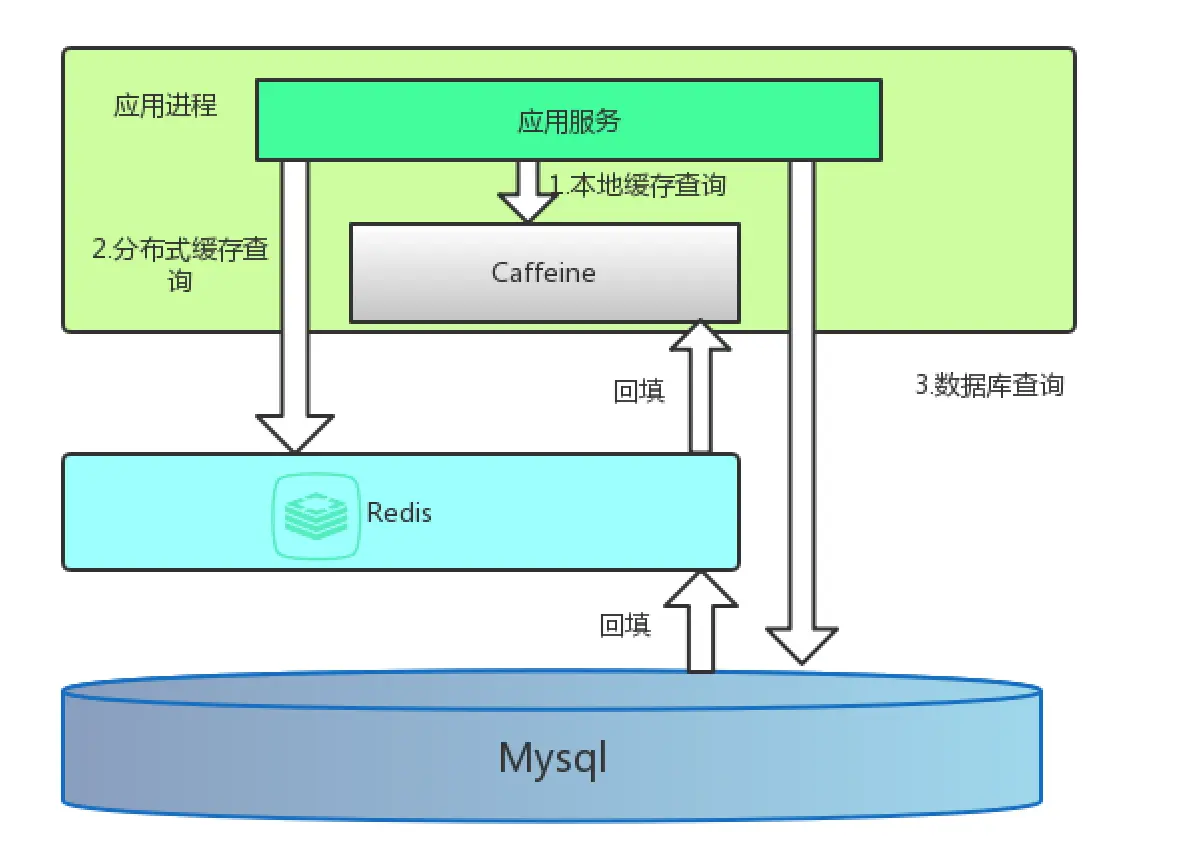 应用进程
应用服务
1.本地缓存查询
2.分布式缓存查
询
Caffeine
3.数据库查询
回填
Redis
回填
Mysql